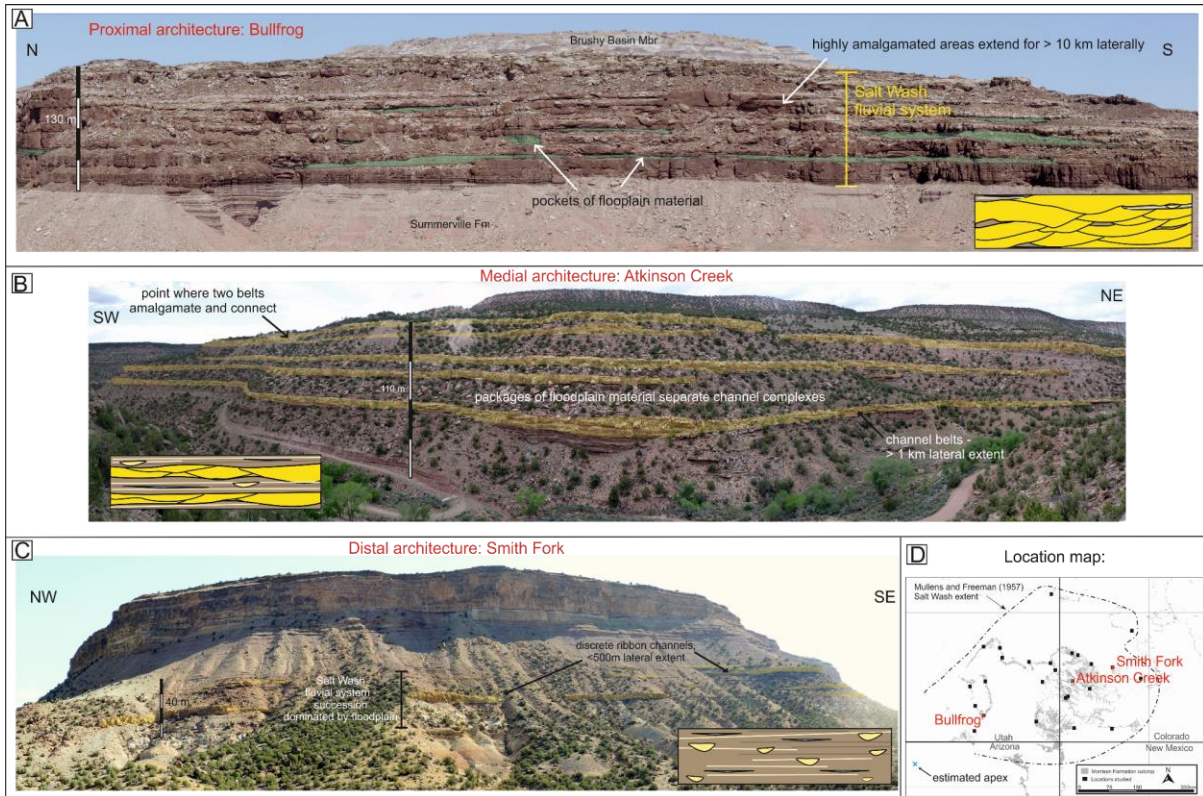 A
Proximal architecture: Bullfrog
N
Brushy Basin Mbr
highly amalgamated areas extend for > 10 km laterally
S
Salt Wash
fluvial system
130 m
pockets of flooplain material
Summerville Fm
B
Medial architecture: Atkinson Creek
point where two belts
amalgamate and connect
SW
NE
110 m
packages of floodplain material separate channel complexes
channel belts -
> 1 km lateral extent
C
Distal architecture: Smith Fork
NW
SE
discrete ribbon channels,
<500m lateral extent
Salt Wash
fluvial system
succession
dominated by floodplain
40 m
D
Location map:
Mullens and Freeman (1957)
Salt Wash extent
Smith Fork
Atkinson Creek
Bullfrog
Utah
Arizona
Colorado
New Mexico
estimated apex
Morrison Formation outcrop
Locations studied
N
0
75
150